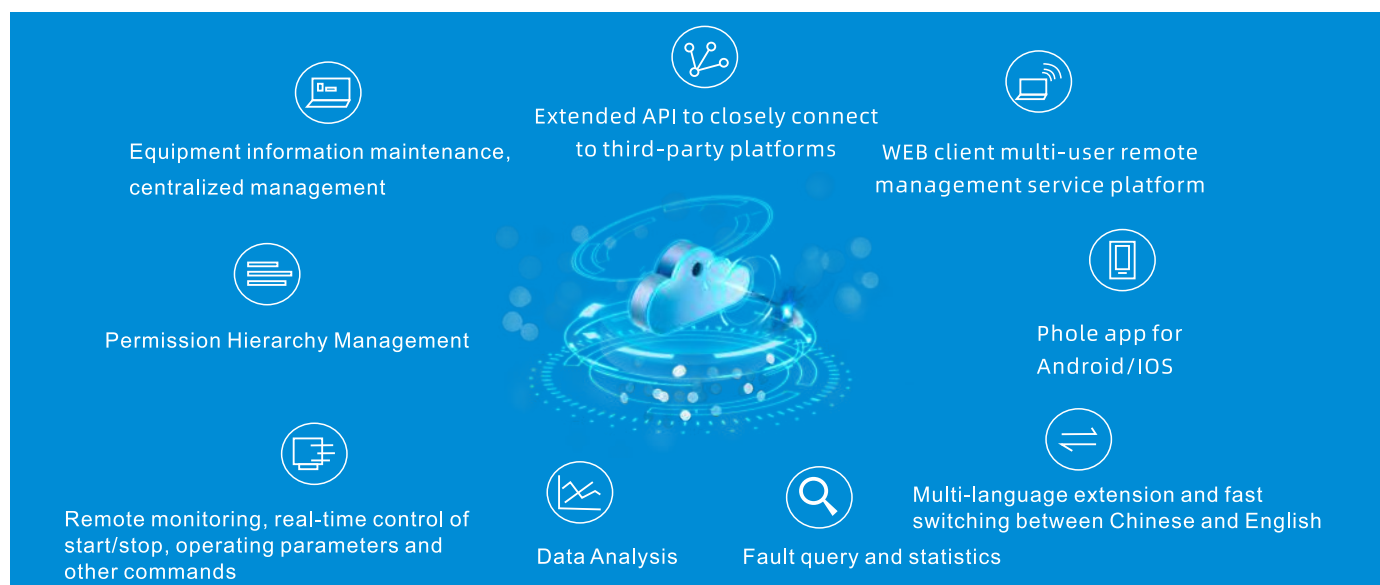 Extended API to closely connect
to third-party platforms
Equipment information maintenance,
centralized management
WEB client multi-user remote
management service platform
Permission Hierarchy Management
Phole app for
Android/IOS
Remote monitoring, real-time control of
start/stop, operating parameters and
other commands
Data Analysis
Fault query and statistics
Multi-language extension and fast
switching between Chinese and English